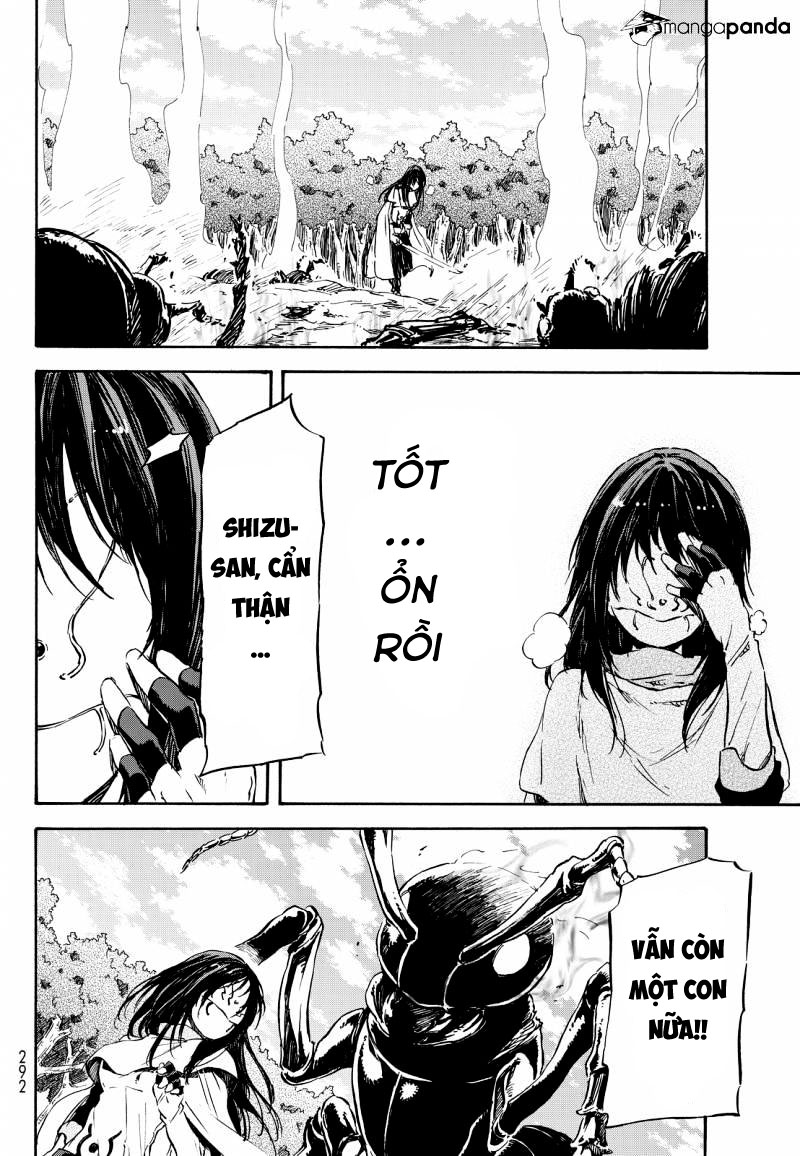 mangapanda
TỐT
...
ỔN
RỒI
SHIZU-
SAN, CẨN
THẬN
...
VẪN CÒN
MỘT CON
NỮA!!
292